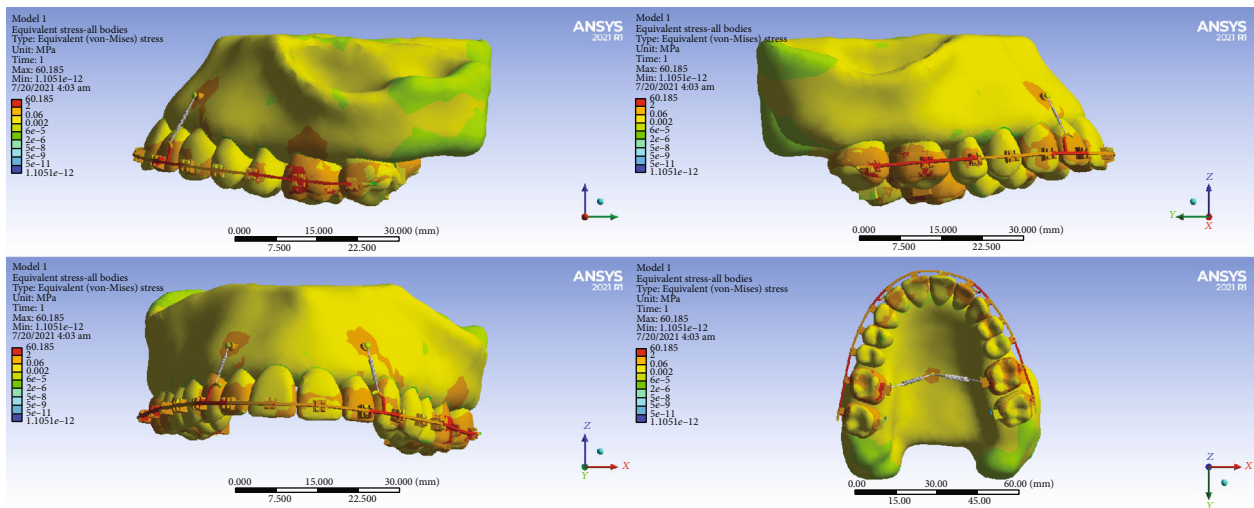 Model 1
Equivalent stress-all bodies
Type: Equivalent (von-Mises) stress
Unit: MPa
Time: 1
Max: 60.185
Min: 1.1051e–12
7/20/2021 4:03 am
60.185
2
0.06
0.002
6e–5
2e–6
5e–8
5e–9
5e–11
1.1051e–12
ANSYS
2021 R1
0.000 15.000 30.000 (mm)
7.500 22.500
Model 1
Equivalent stress-all bodies
Type: Equivalent (von-Mises) stress
Unit: MPa
Time: 1
Max: 60.185
Min: 1.1051e–12
7/20/2021 4:03 am
60.185
2
0.06
0.002
6e–5
2e–6
5e–8
5e–9
5e–11
1.1051e–12
ANSYS
2021 R1
0.000 15.000 30.000 (mm)
7.500 22.500
Z
Y
X
Model 1
Equivalent stress-all bodies
Type: Equivalent (von-Mises) stress
Unit: MPa
Time: 1
Max: 60.185
Min: 1.1051e–12
7/20/2021 4:03 am
60.185
2
0.06
0.002
6e–5
2e–6
5e–8
5e–9
5e–11
1.1051e–12
ANSYS
2021 R1
0.000 15.000 30.000 (mm)
7.500 22.500
Z
X
Y
Model 1
Equivalent stress-all bodies
Type: Equivalent (von-Mises) stress
Unit: MPa
Time: 1
Max: 60.185
Min: 1.1051e–12
7/20/2021 4:03 am
60.185
2
0.06
0.002
6e–5
2e–6
5e–8
5e–9
5e–11
1.1051e–12
ANSYS
2021 R1
0.00 30.00 60.00 (mm)
15.00 45.00
Z
X
Y